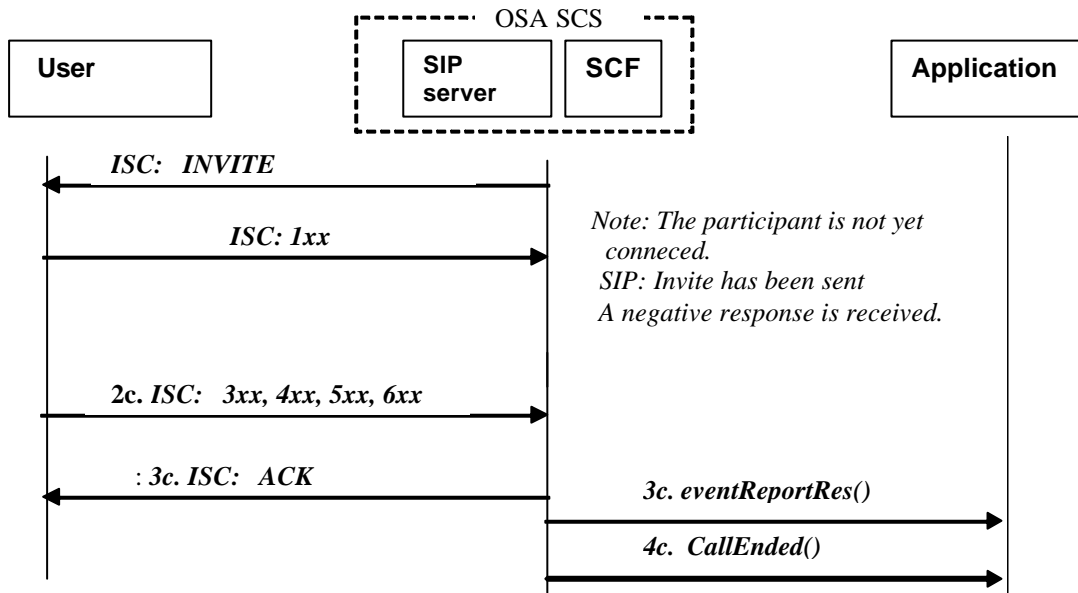 OSA SCS
User
SIP
server
SCF
Application
ISC: INVITE
ISC: 1xx
Note: The participant is not yet
conneced.
SIP: Invite has been sent
A negative response is received.
2c. ISC: 3xx, 4xx, 5xx, 6xx
: 3c. ISC: ACK
3c. eventReportRes()
4c. CallEnded()